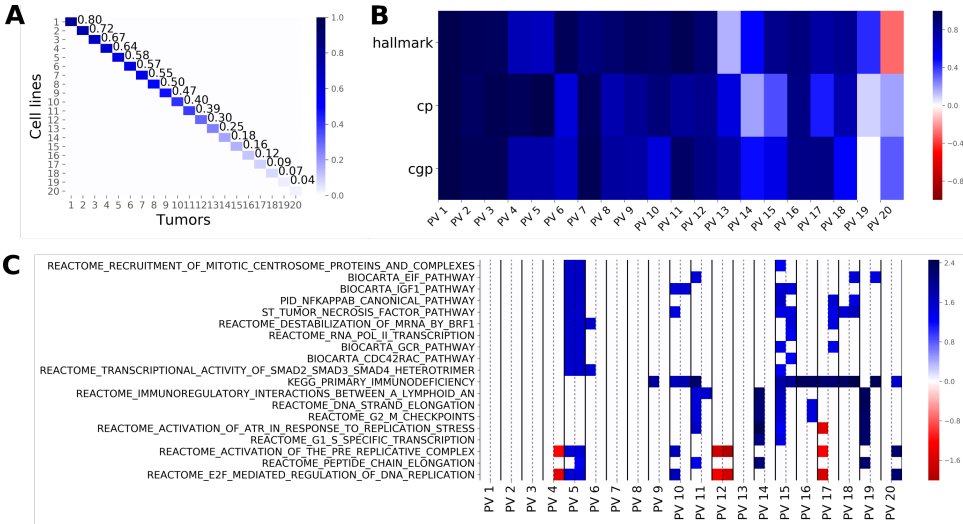 A
Cell lines
1
2
3
4
5
6
7
8
9
10
11
12
13
14
15
16
17
18
19
20
0.80
0.72
0.67
0.64
0.58
0.57
0.55
0.50
0.47
0.40
0.39
0.30
0.25
0.18
0.16
0.12
0.09
0.07
0.04
1 2 3 4 5 6 7 8 9 10 11 12 13 14 15 16 17 18 19 20
Tumors
1.0
0.8
0.6
0.4
0.2
0.0
B
hallmark
cp
cgp
PV 1 PV 2 PV 3 PV 4 PV 5 PV 6 PV 7 PV 8 PV 9 PV 10 PV 11 PV 12 PV 13 PV 14 PV 15 PV 16 PV 17 PV 18 PV 19 PV 20
0.8
0.4
0.0
−0.4
−0.8
C
REACTOME_RECRUITMENT_OF_MITOTIC_CENTROSOME_PROTEINS_AND_COMPLEXES
BIOCARTA_EIF_PATHWAY
BIOCARTA_IGF1_PATHWAY
PID_NFKAPPAB_CANONICAL_PATHWAY
ST_TUMOR_NECROSIS_FACTOR_PATHWAY
REACTOME_DESTABILIZATION_OF_MRNA_BY_BRF1
REACTOME_RNA_POL_II_TRANSCRIPTION
BIOCARTA_GCR_PATHWAY
BIOCARTA_CDC42RAC_PATHWAY
REACTOME_TRANSCRIPTIONAL_ACTIVITY_OF_SMAD2_SMAD3_SMAD4_HETEROTRIMER
KEGG_PRIMARY_IMMUNODEFICIENCY
REACTOME_IMMUNOREGULATORY_INTERACTIONS_BETWEEN_A_LYMPHOID_AN
REACTOME_DNA_STRAND_ELONGATION
REACTOME_G2_M_CHECKPOINTS
REACTOME_ACTIVATION_OF_ATR_IN_RESPONSE_TO_REPLICATION_STRESS
REACTOME_G1_S_SPECIFIC_TRANSCRIPTION
REACTOME_ACTIVATION_OF_THE_PRE_REPLICATIVE_COMPLEX
REACTOME_PEPTIDE_CHAIN_ELONGATION
REACTOME_E2F_MEDIATED_REGULATION_OF_DNA_REPLICATION
PV 1 PV 2 PV 3 PV 4 PV 5 PV 6 PV 7 PV 8 PV 9 PV 10 PV 11 PV 12 PV 13 PV 14 PV 15 PV 16 PV 17 PV 18 PV 19 PV 20
2.4
1.6
0.8
0.0
−0.8
−1.6